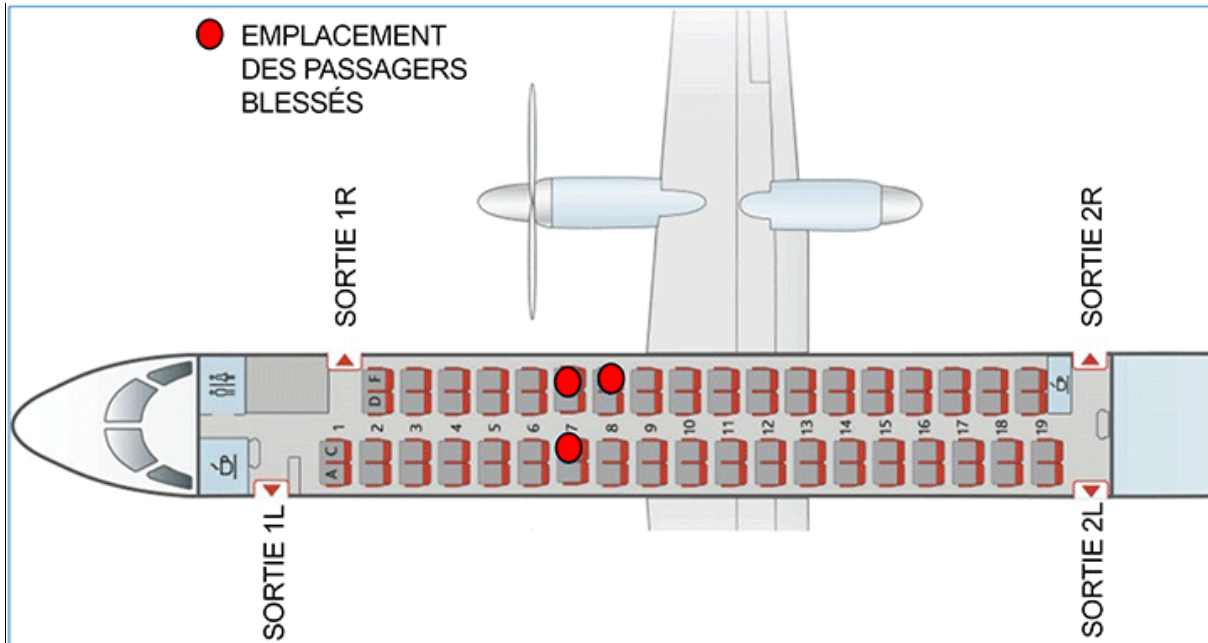 EMPLACEMENT
DES PASSAGERS
BLESSÉS
SORTIE 1R
SORTIE 2R
D F
1 2 3 4 5 6 7 8 9 10 11 12 13 14 15 16 17 18 19
A C
SORTIE 1L
SORTIE 2L